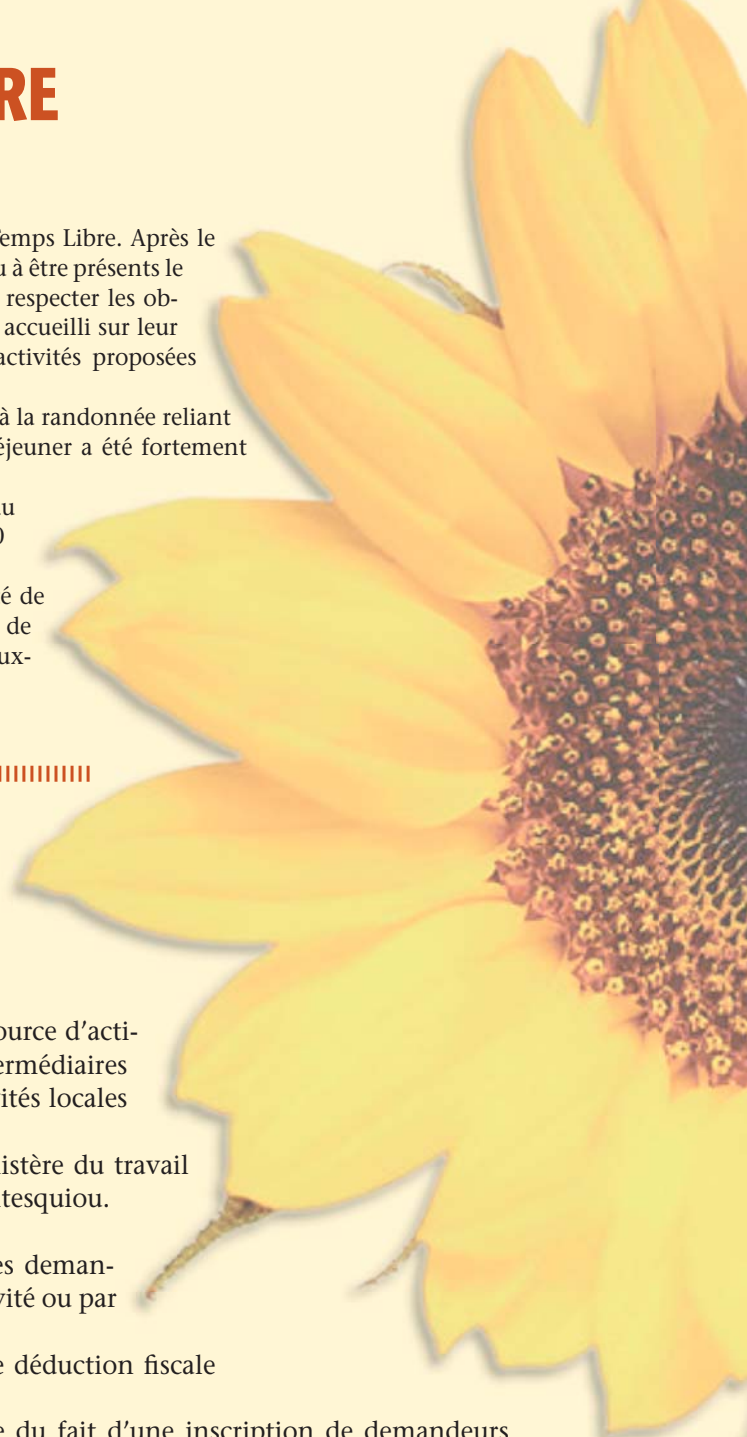 RE
emps Libre. Après le
à être présents le
respecter les ob-
accueilli sur leur
activités proposées
à la randonnée reliant
éjeuner a été fortement
é de
de
ux-
ource d'acti-
ermédiaires
ités locales
istère du travail
tesquiou.
es deman-
vité ou par
déduction fiscale
du fait d'une inscription de demandeurs